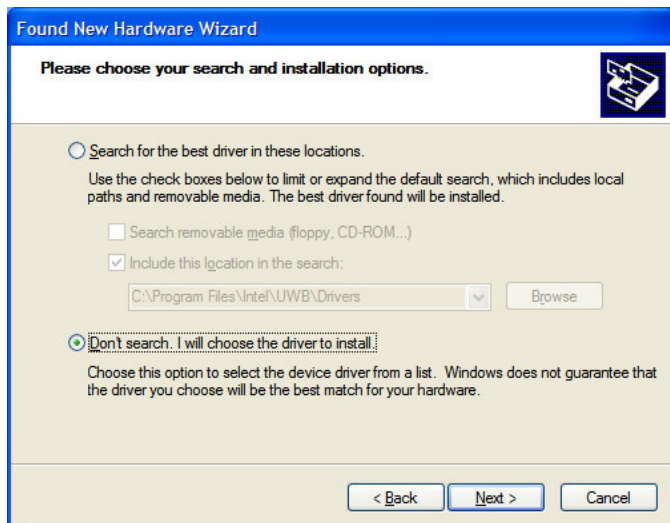 Found New Hardware Wizard
Please choose your search and installation options.
Search for the best driver in these locations.
Use the check boxes below to limit or expand the default search, which includes local
paths and removable media. The best driver found will be installed.
Search removable media (floppy, CD-ROM...)
Include this location in the search:
C:\Program Files\Intel\UWB\Drivers
Browse
Don't search. I will choose the driver to install.
Choose this option to select the device driver from a list. Windows does not guarantee that
the driver you choose will be the best match for your hardware.
< Back Next > Cancel